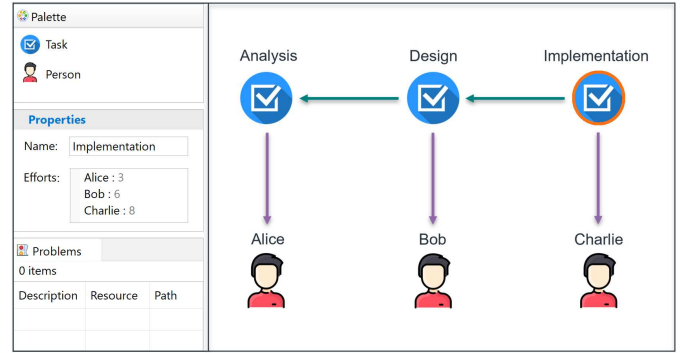 Palette
Task
Person
Properties
Name: Implementation
Efforts: Alice : 3
Bob : 6
Charlie : 8
Problems
0 items
Description Resource Path
Analysis Design Implementation
Alice Bob Charlie